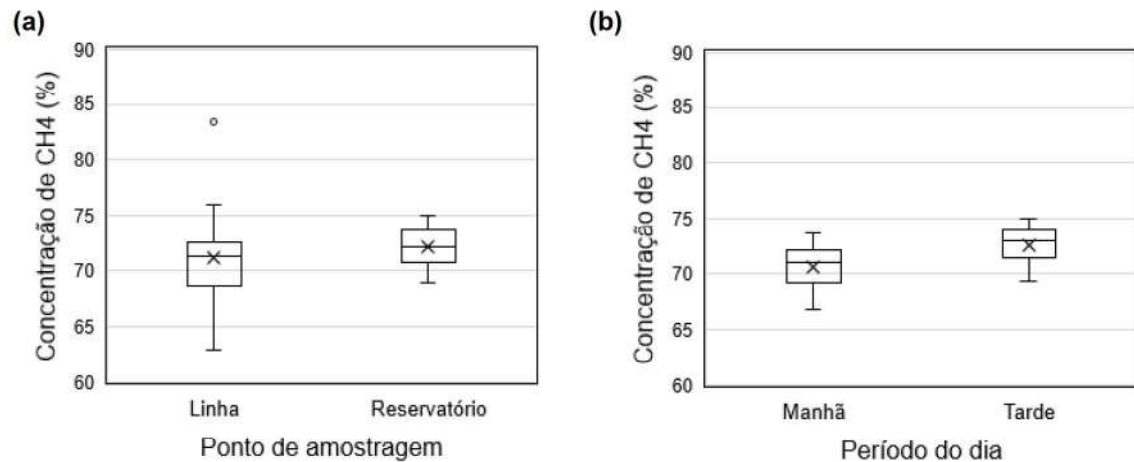 (a)
Concentração de CH4 (%)
90
85
80
75
70
65
60
Linha Reservatório
Ponto de amostragem
(b)
Concentração de CH4 (%)
90
85
80
75
70
65
60
Manhã Tarde
Período do dia